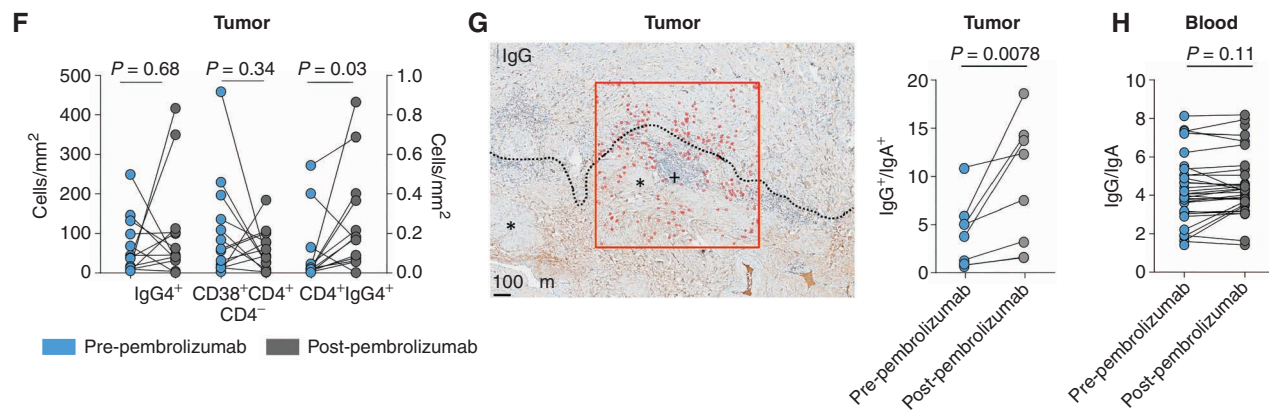 F
Tumor
P = 0.68
P = 0.34
P = 0.03
Cells/mm²
500
400
300
200
100
0
1.0
0.8
0.6
0.4
0.2
0.0
Cells/mm²
IgG4⁺
CD38⁺CD4⁺
CD4⁻
CD4⁺IgG4⁺
Pre-pembrolizumab
Post-pembrolizumab
G
Tumor
IgG
*
*
+
100 m
Tumor
P = 0.0078
IgG⁺/IgA⁺
20
15
10
5
0
Pre-pembrolizumab
Post-pembrolizumab
H
Blood
P = 0.11
IgG/IgA
10
8
6
4
2
0
Pre-pembrolizumab
Post-pembrolizumab